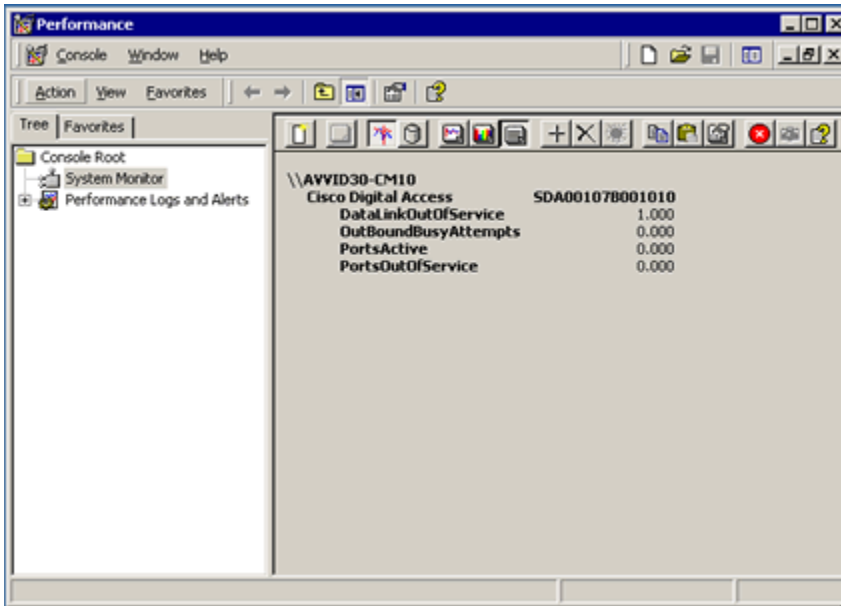 Performance
Console Window Help
Action View Favorites
Tree Favorites
Console Root
System Monitor
Performance Logs and Alerts
\\AVVID30-CM10
Cisco Digital Access SDA00107B001010
DataLinkOutOfService 1.000
OutBoundBusyAttempts 0.000
PortsActive 0.000
PortsOutOfService 0.000